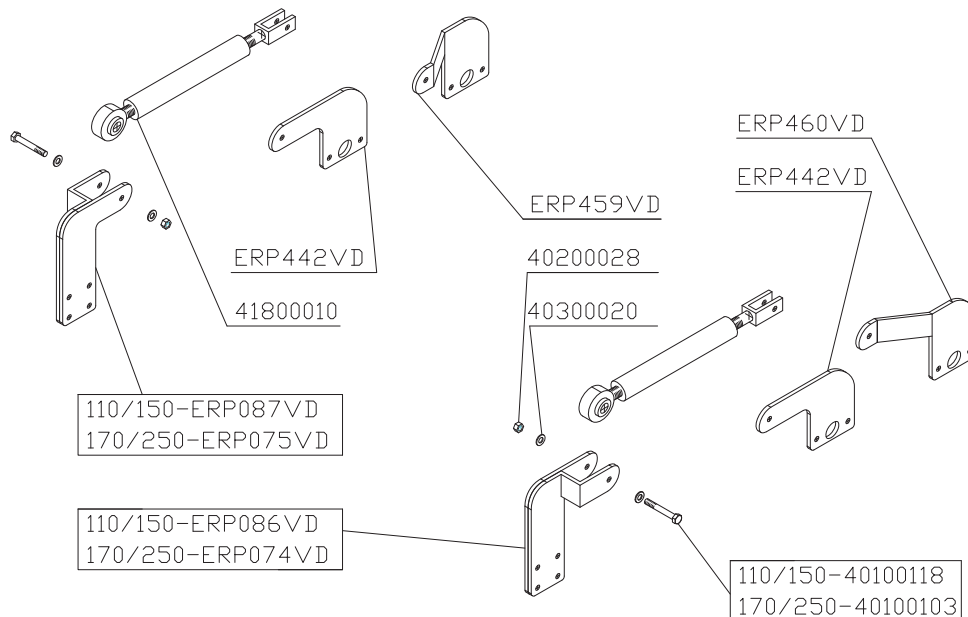 ERP460VD
ERP442VD
ERP459VD
ERP442VD
40200028
41800010
40300020
110/150-ERP087VD
170/250-ERP075VD
110/150-ERP086VD
170/250-ERP074VD
110/150-40100118
170/250-40100103